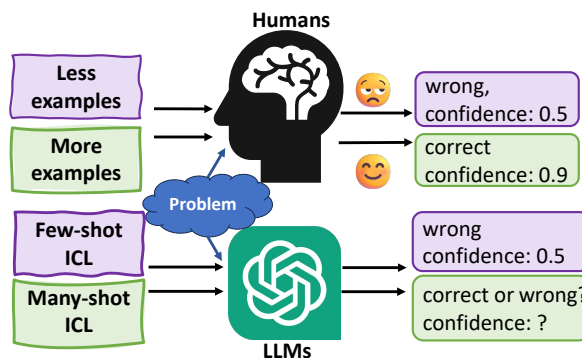 Humans
Less
examples
wrong,
confidence: 0.5
More
examples
correct
confidence: 0.9
Problem
Few-shot
ICL
wrong
confidence: 0.5
Many-shot
ICL
correct or wrong?
confidence: ?
LLMs